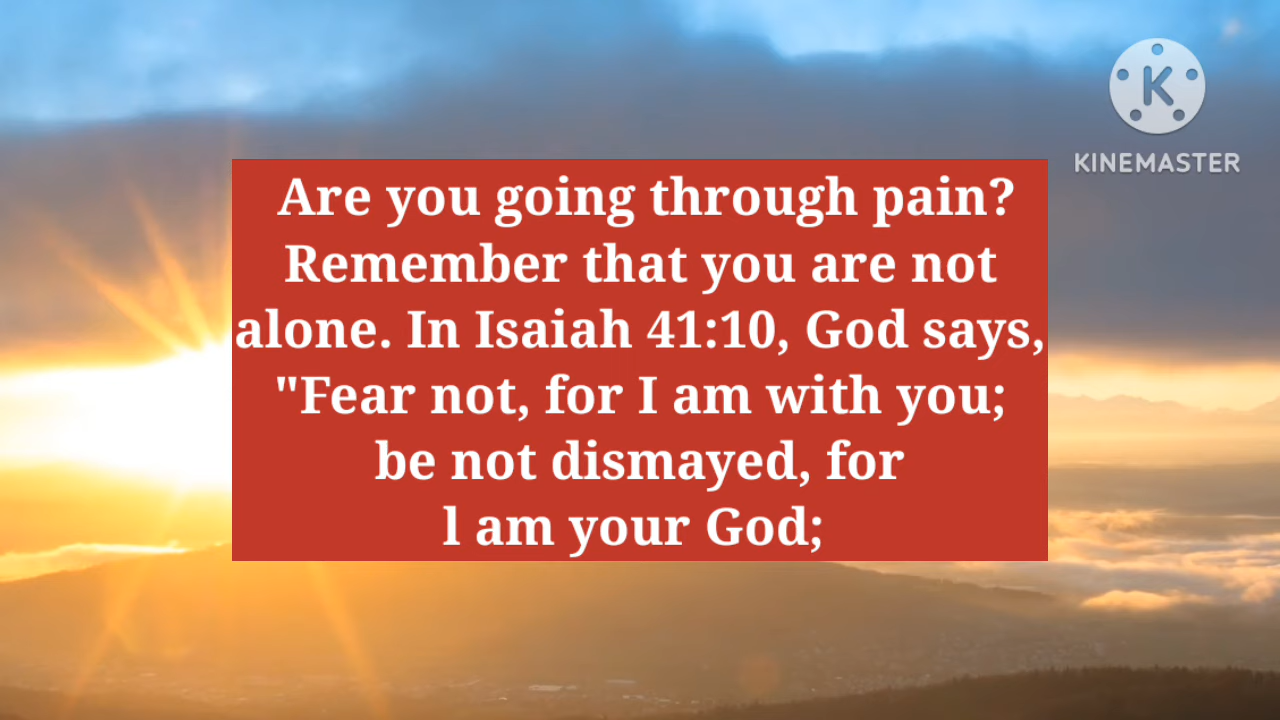 K
KINEMASTER
Are you going through pain?
Remember that you are not
alone. In Isaiah 41:10, God says,
"Fear not, for I am with you;
be not dismayed, for
l am your God;